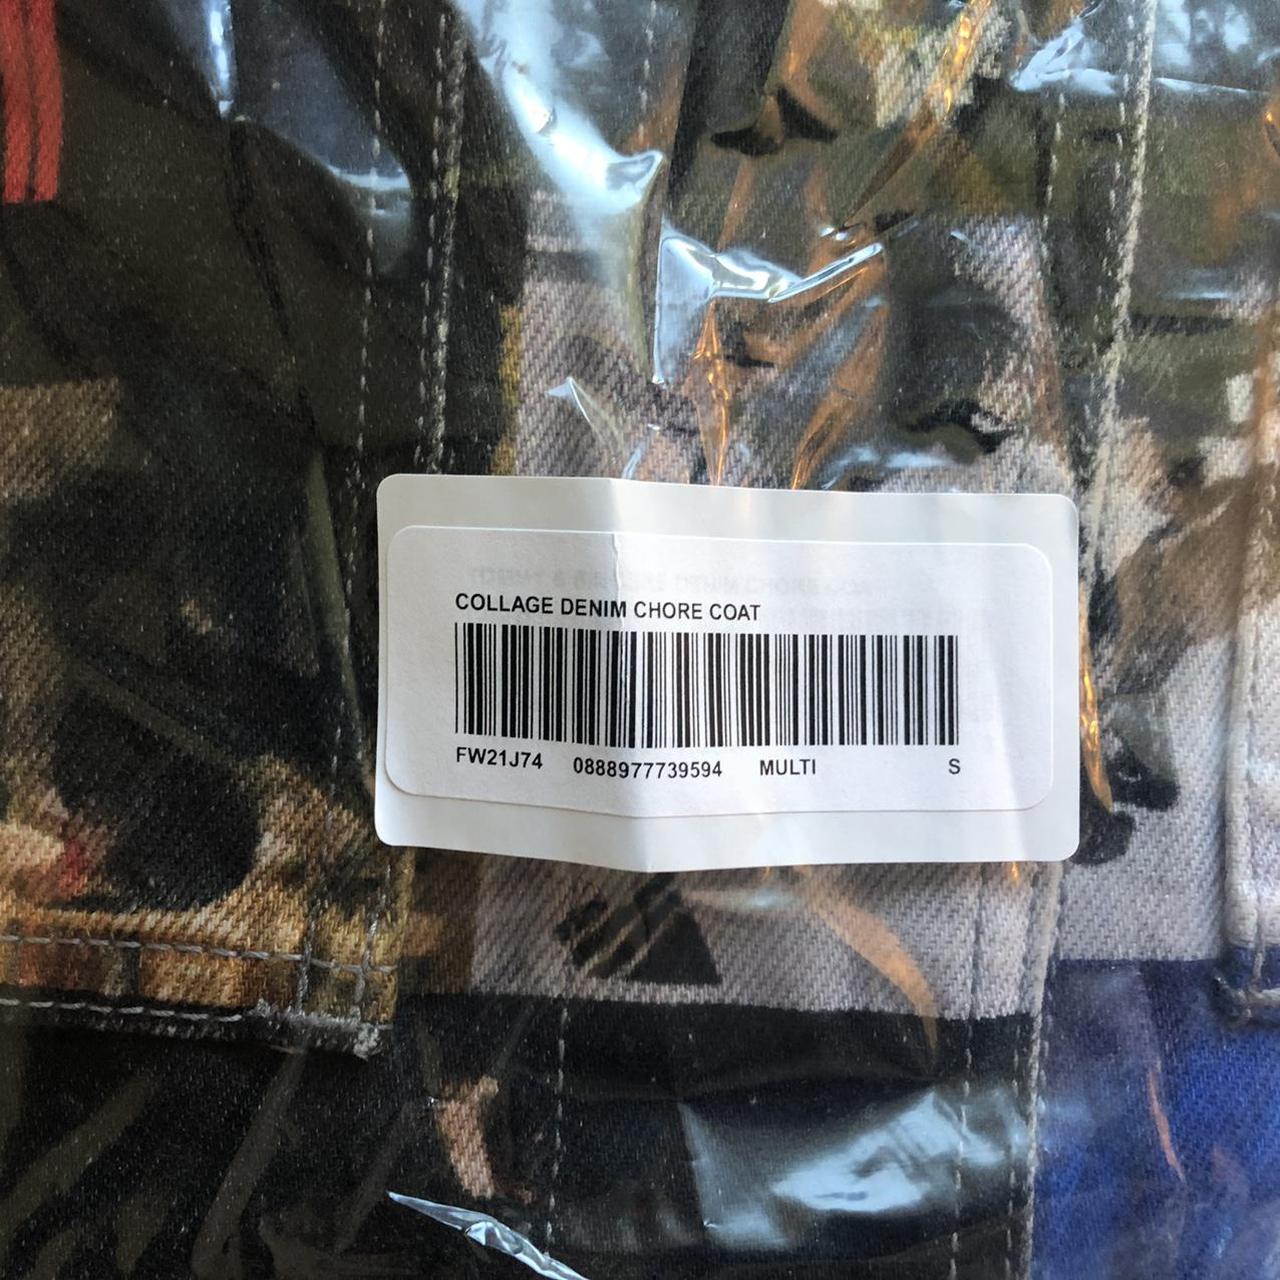 COLLAGE DENIM CHORE COAT
FW21J74 0888977739594 MULTI S